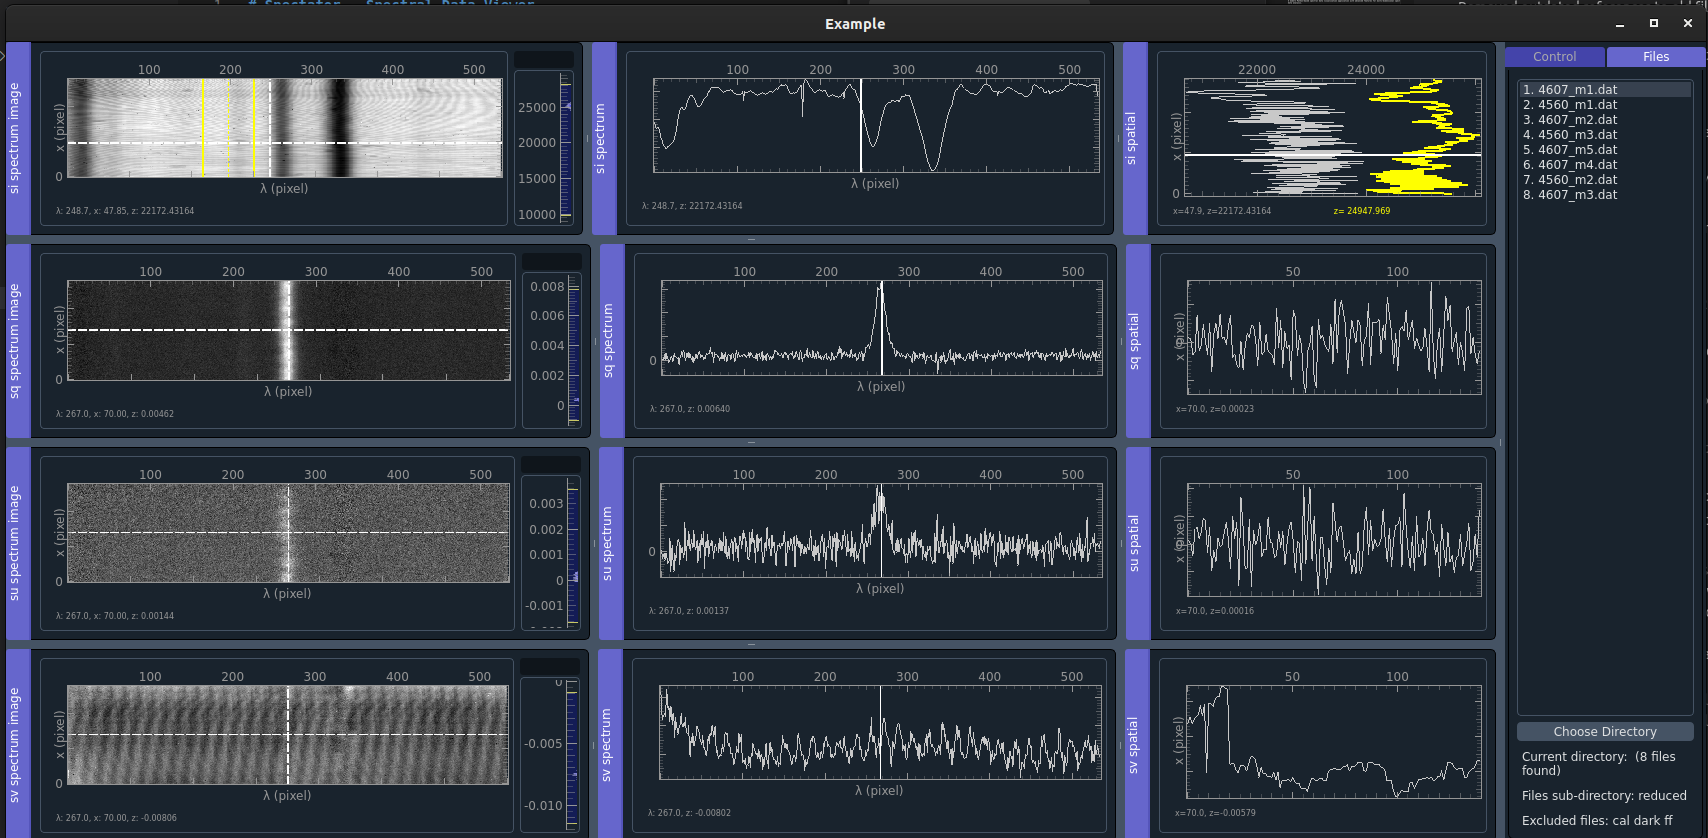 # Spectator - Spectral Data Viewer
Example
si spectrum image
100 200 300 400 500
x (pixel)
0
λ (pixel)
λ: 248.7, x: 47.85, z: 22172.43164
25000
20000
15000
10000
si spectrum
100 200 300 400 500
λ (pixel)
λ: 248.7, z: 22172.43164
si spatial
22000 24000
x (pixel)
0
x=47.9, z=22172.43164 z= 24947.969
sq spectrum image
100 200 300 400 500
x (pixel)
0
λ (pixel)
λ: 267.0, x: 70.00, z: 0.00462
0.008
0.006
0.004
0.002
0
sq spectrum
100 200 300 400 500
0
λ (pixel)
λ: 267.0, z: 0.00640
sq spatial
50 100
x (pixel)
x=70.0, z=0.00023
su spectrum image
100 200 300 400 500
x (pixel)
0
λ (pixel)
λ: 267.0, x: 70.00, z: 0.00144
0.003
0.002
0.001
0
-0.001
su spectrum
100 200 300 400 500
0
λ (pixel)
λ: 267.0, z: 0.00137
su spatial
50 100
x (pixel)
x=70.0, z=0.00016
sv spectrum image
100 200 300 400 500
x (pixel)
0
λ (pixel)
λ: 267.0, x: 70.00, z: -0.00806
0
-0.005
-0.010
sv spectrum
100 200 300 400 500
λ (pixel)
λ: 267.0, z: -0.00802
sv spatial
50 100
x (pixel)
x=70.0, z=-0.00579
Control Files
1. 4607_m1.dat
2. 4560_m1.dat
3. 4607_m2.dat
4. 4560_m3.dat
5. 4607_m5.dat
6. 4607_m4.dat
7. 4560_m2.dat
8. 4607_m3.dat
Choose Directory
Current directory: (8 files
found)
Files sub-directory: reduced
Excluded files: cal dark ff